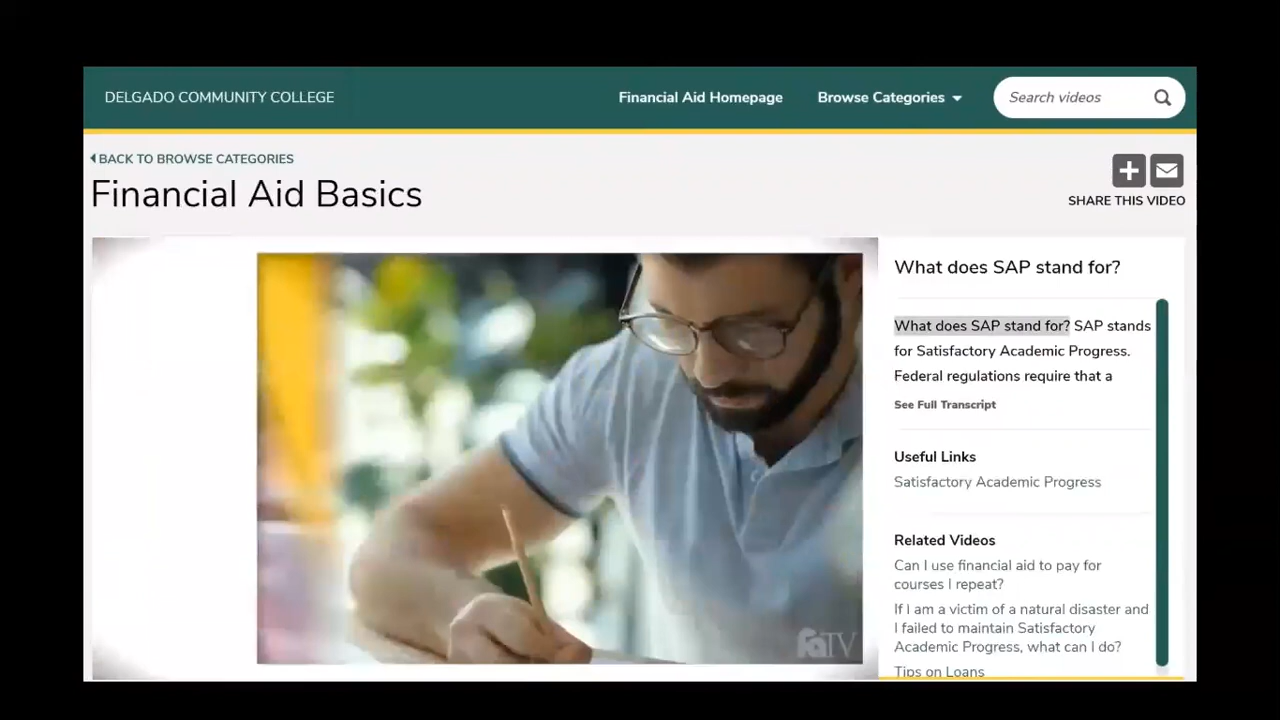 DELGADO COMMUNITY COLLEGE
Financial Aid Homepage
Browse Categories
Search videos
BACK TO BROWSE CATEGORIES
Financial Aid Basics
SHARE THIS VIDEO
What does SAP stand for?
What does SAP stand for? SAP stands
for Satisfactory Academic Progress.
Federal regulations require that a
See Full Transcript
Useful Links
Satisfactory Academic Progress
Related Videos
Can I use financial aid to pay for
courses I repeat?
If I am a victim of a natural disaster and
I failed to maintain Satisfactory
Academic Progress, what can I do?
Tips on Loans
faTV